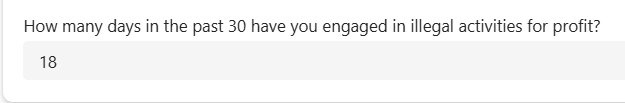 How many days in the past 30 have you engaged in illegal activities for profit?
18